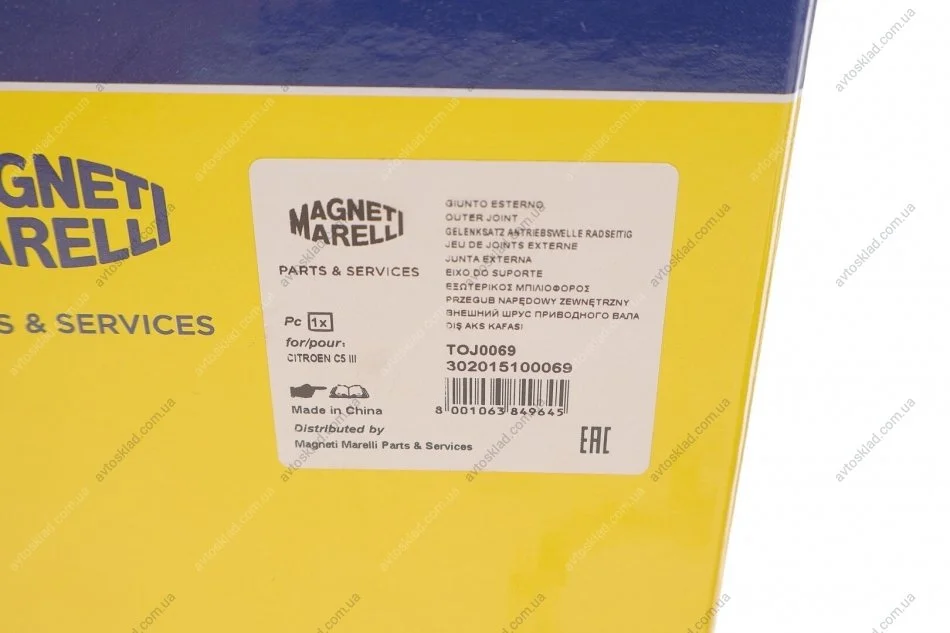 GNETI
ARELLI
S & SERVICES
MAGNETI
MARELLI
PARTS & SERVICES
Pc 1x
for/pour:
CITROEN C5 III
Made in China
Distributed by
Magneti Marelli Parts & Services
GIUNTO ESTERNO
OUTER JOINT
GELENKSATZ ANTRIEBSWELLE RADSEITIG
JEU DE JOINTS EXTERNE
JUNTA EXTERNA
EIXO DO SUPORTE
ΕΞΩΤΕΡΙΚΟΣ ΜΠΙΛΙΟΦΟΡΟΣ
PRZEGUB NAPĘDOWY ZEWNĘTRZNY
ВНЕШНИЙ ШРУС ПРИВОДНОГО ВАЛА
DIŞ AKS KAFASI
TOJ0069
302015100069
8 001063 849645
EAC
avtosklad.com.ua